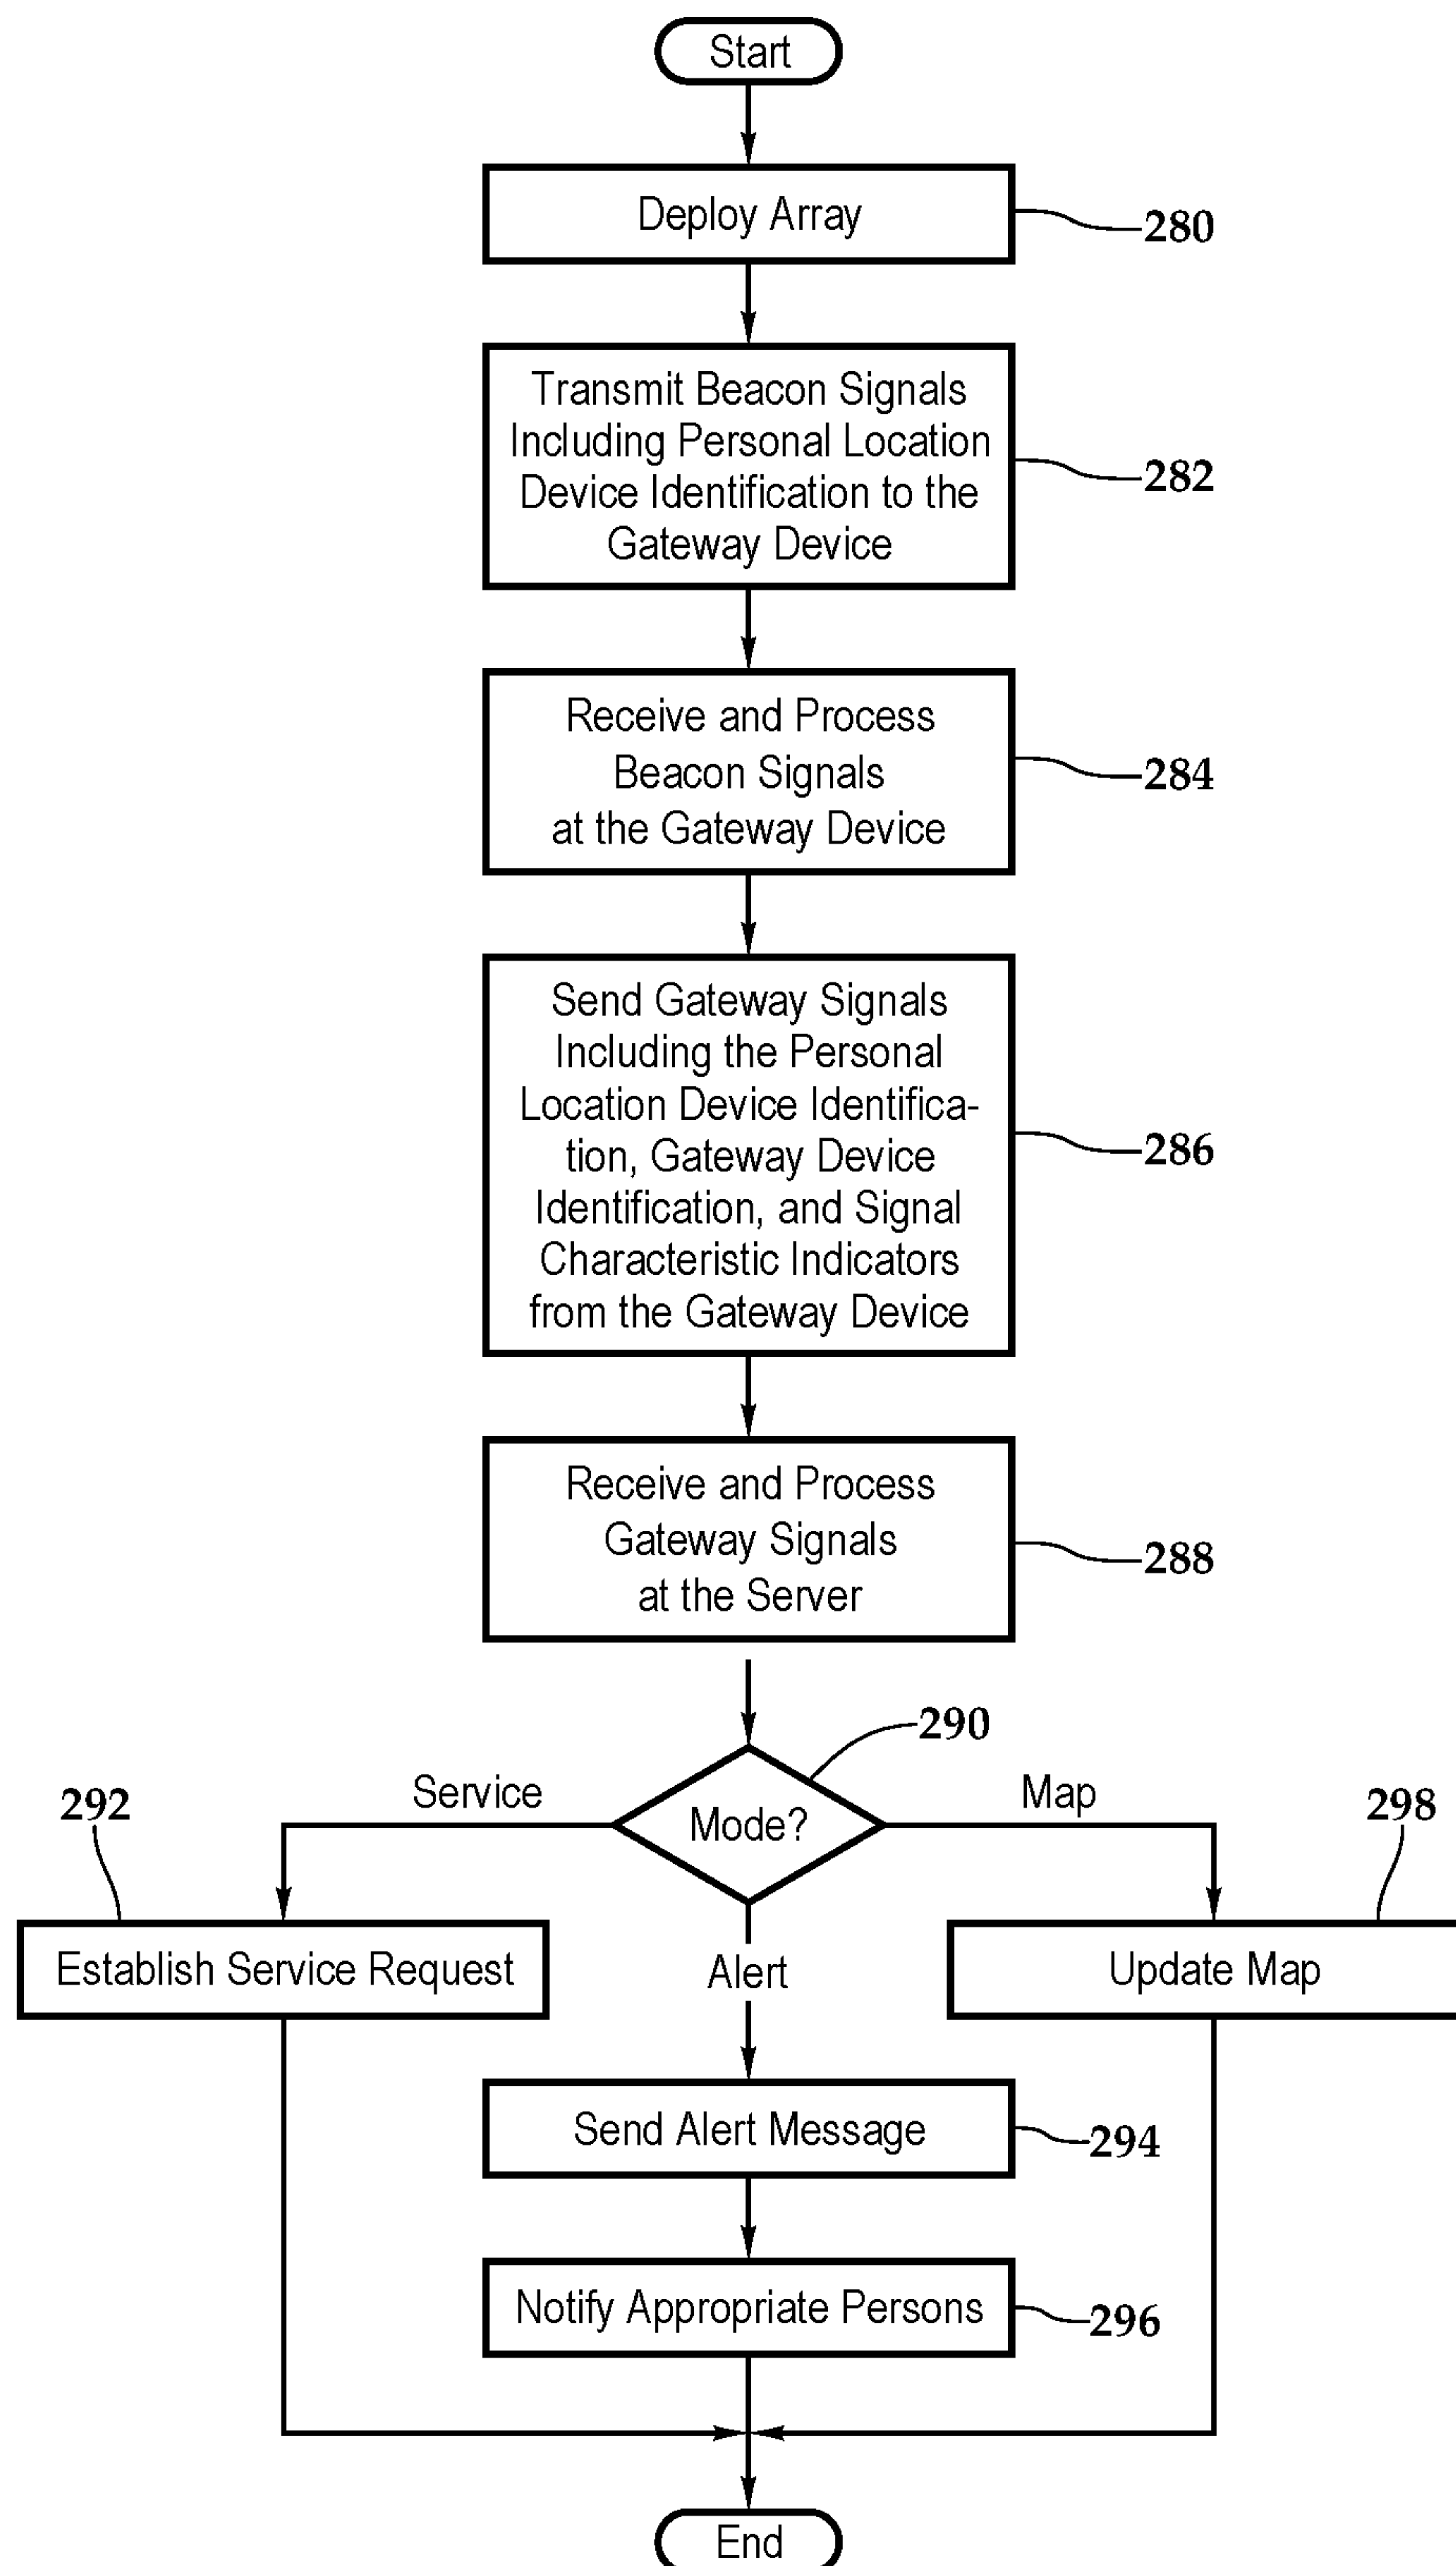 Start
Deploy Array
280
Transmit Beacon Signals
Including Personal Location
Device Identification to the
Gateway Device
282
Receive and Process
Beacon Signals
at the Gateway Device
284
Send Gateway Signals
Including the Personal
Location Device Identifica-
tion, Gateway Device
Identification, and Signal
Characteristic Indicators
from the Gateway Device
286
Receive and Process
Gateway Signals
at the Server
288
290
Service
Mode?
Map
292
298
Establish Service Request
Alert
Update Map
Send Alert Message
294
Notify Appropriate Persons
296
End